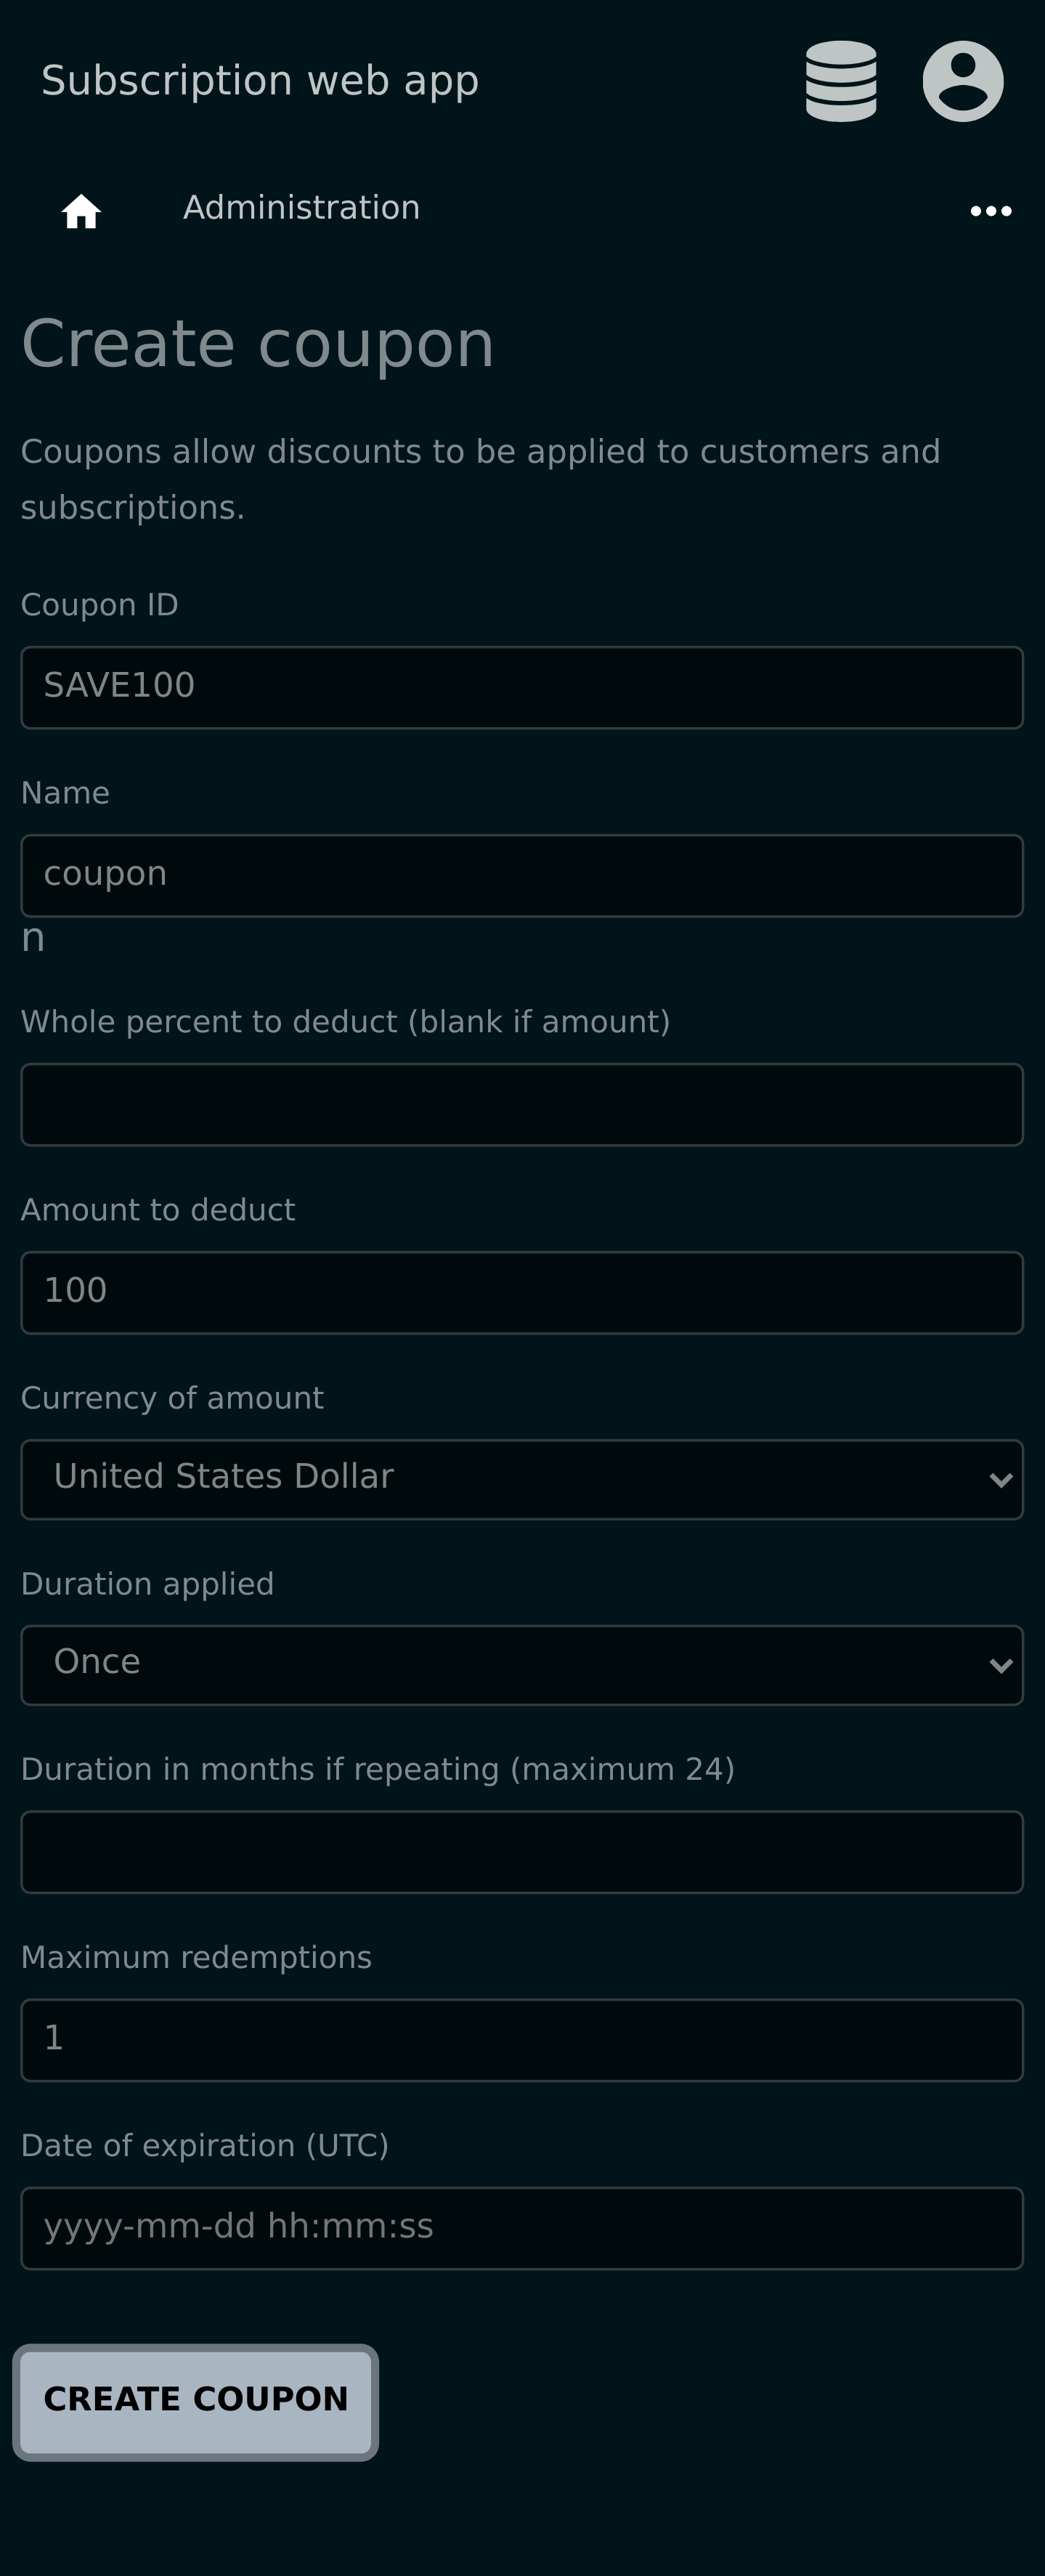 Subscription web app
Administration
Create coupon
Coupons allow discounts to be applied to customers and
subscriptions.
Coupon ID
SAVE100
Name
coupon
n
Whole percent to deduct (blank if amount)
Amount to deduct
100
Currency of amount
United States Dollar
Duration applied
Once
Duration in months if repeating (maximum 24)
Maximum redemptions
1
Date of expiration (UTC)
yyyy-mm-dd hh:mm:ss
CREATE COUPON